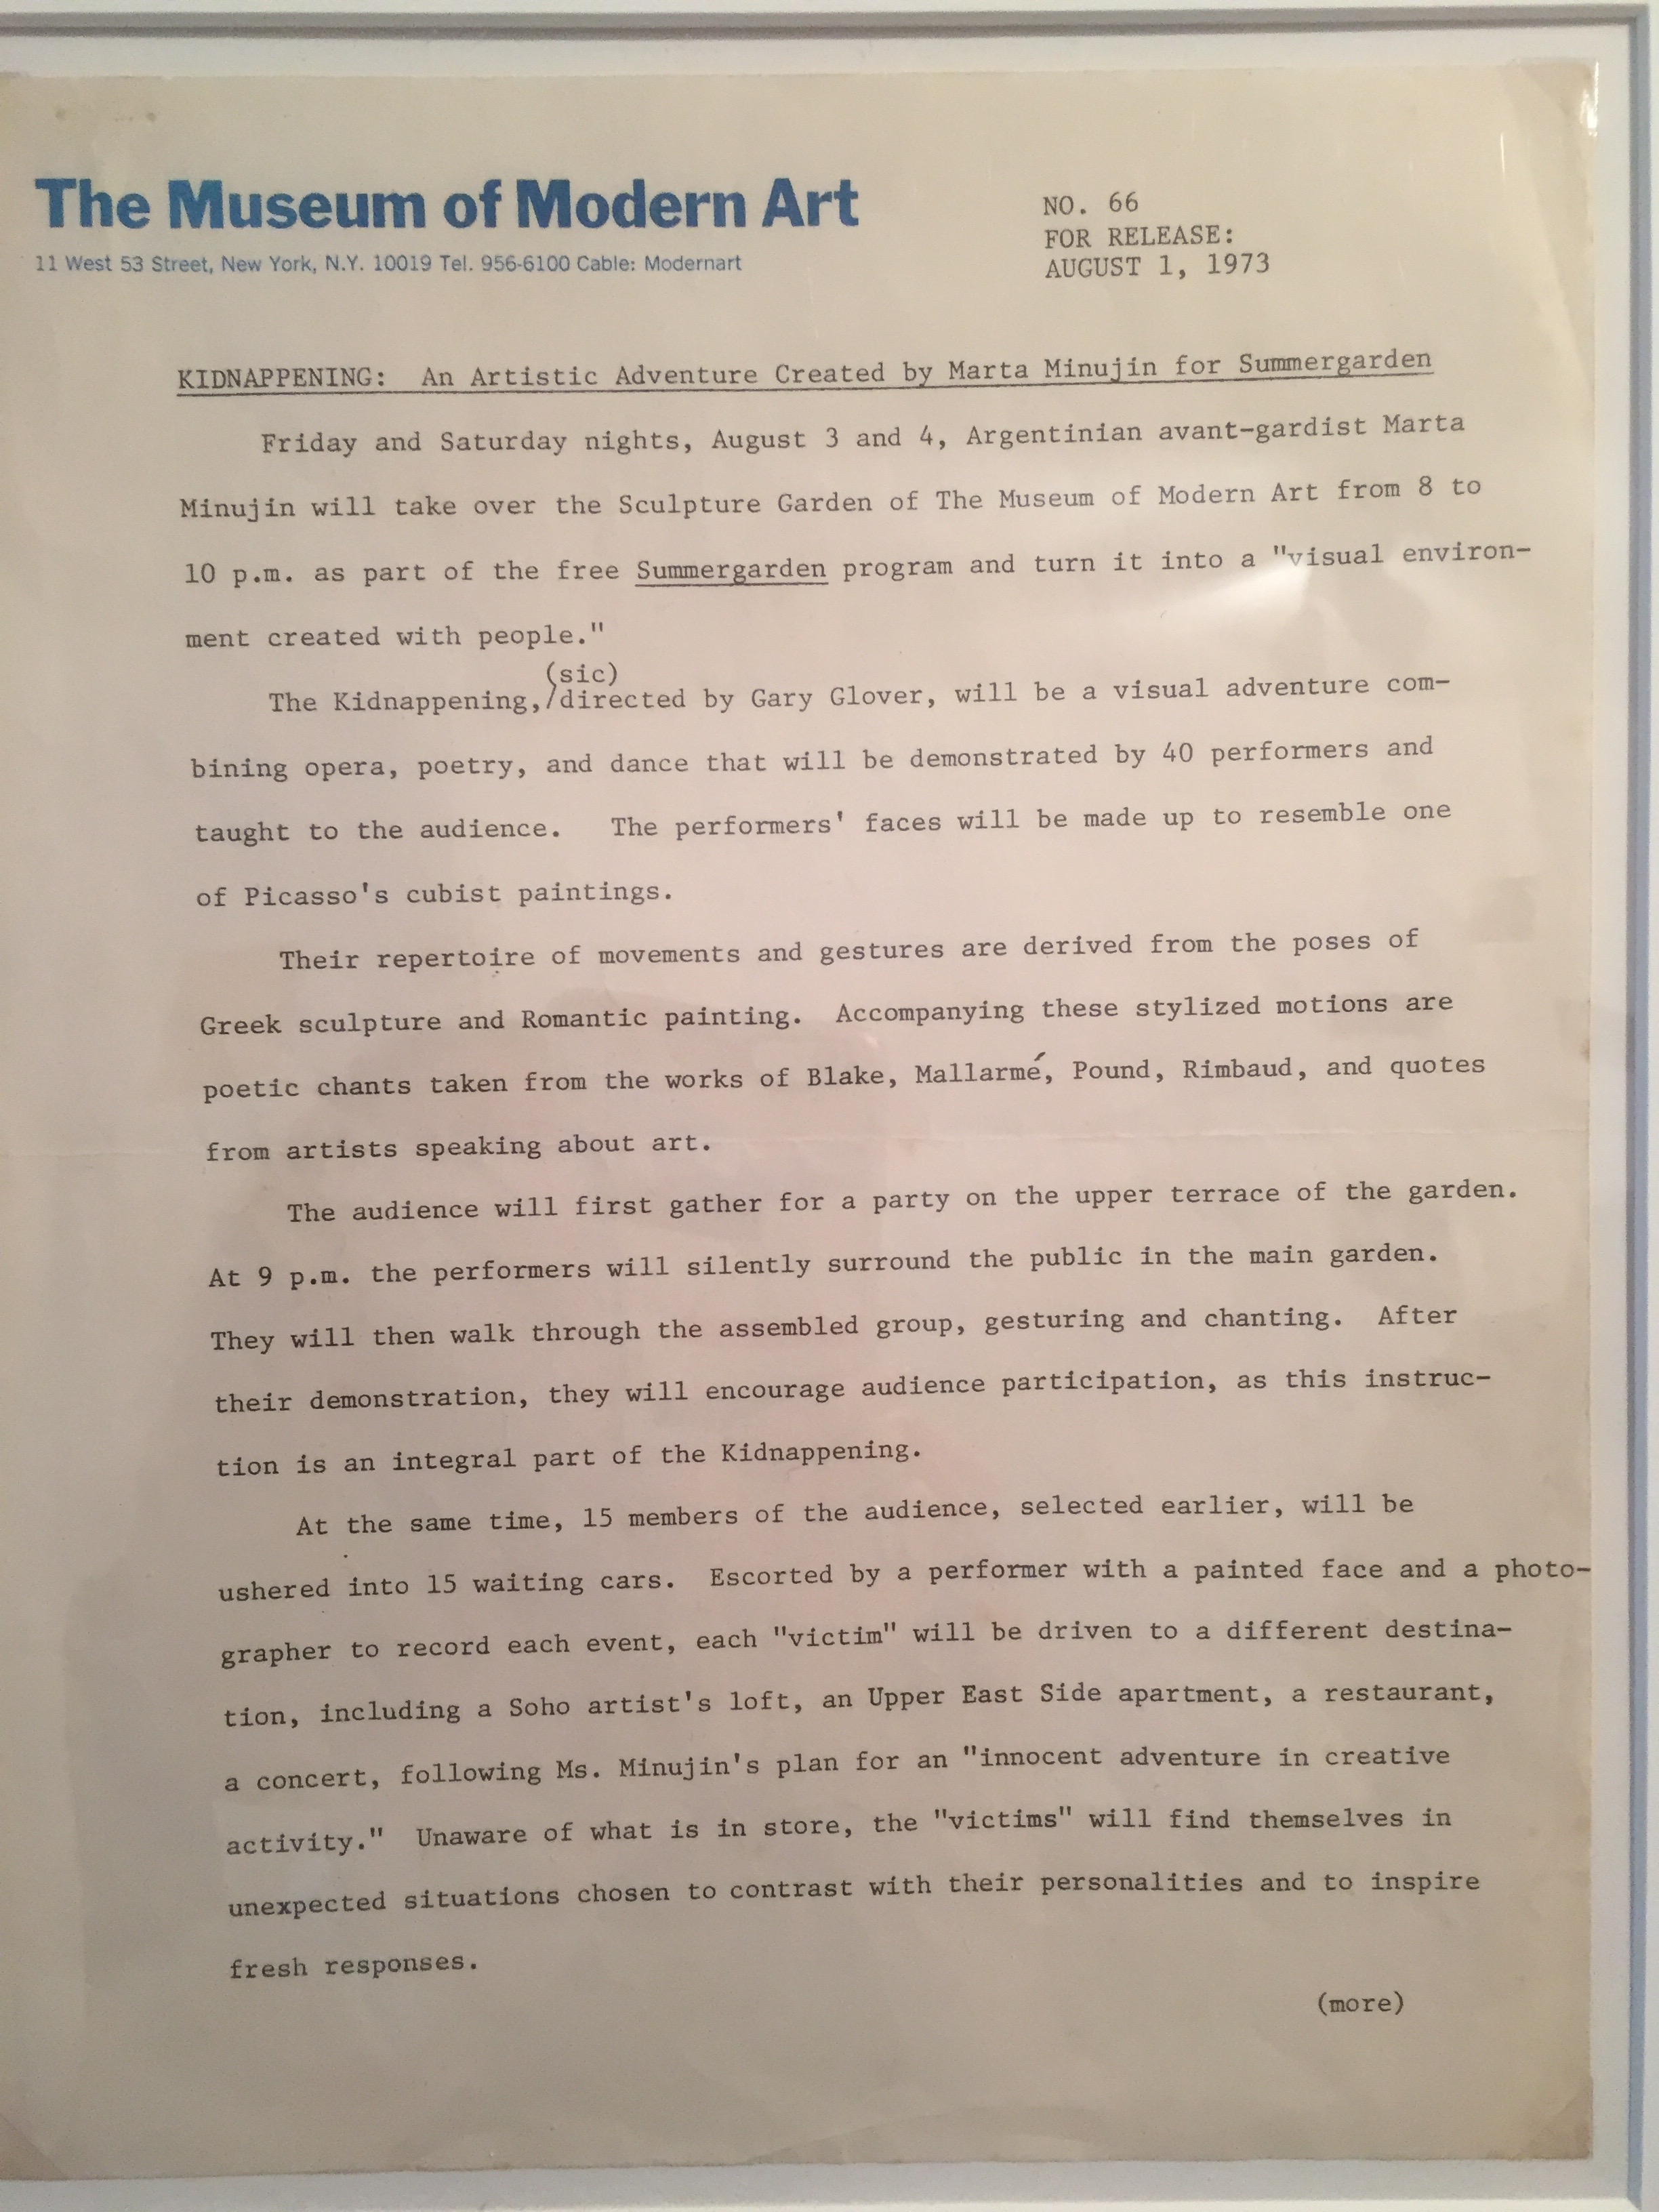 The Museum of Modern Art
11 West 53 Street, New York, N.Y. 10019 Tel. 956-6100 Cable: Modernart
NO. 66
FOR RELEASE:
AUGUST 1, 1973
KIDNAPPENING: An Artistic Adventure Created by Marta Minujin for Summergarden
Friday and Saturday nights, August 3 and 4, Argentinian avant-gardist Marta
Minujin will take over the Sculpture Garden of The Museum of Modern Art from 8 to
10 p.m. as part of the free Summergarden program and turn it into a "visual environ-
ment created with people."
(sic)
The Kidnappening,/directed by Gary Glover, will be a visual adventure com-
bining opera, poetry, and dance that will be demonstrated by 40 performers and
taught to the audience. The performers' faces will be made up to resemble one
of Picasso's cubist paintings.
Their repertoire of movements and gestures are derived from the poses of
Greek sculpture and Romantic painting. Accompanying these stylized motions are
poetic chants taken from the works of Blake, Mallarmé, Pound, Rimbaud, and quotes
from artists speaking about art.
The audience will first gather for a party on the upper terrace of the garden.
At 9 p.m. the performers will silently surround the public in the main garden.
They will then walk through the assembled group, gesturing and chanting. After
their demonstration, they will encourage audience participation, as this instruc-
tion is an integral part of the Kidnappening.
At the same time, 15 members of the audience, selected earlier, will be
ushered into 15 waiting cars. Escorted by a performer with a painted face and a photo-
grapher to record each event, each "victim" will be driven to a different destina-
tion, including a Soho artist's loft, an Upper East Side apartment, a restaurant,
a concert, following Ms. Minujin's plan for an "innocent adventure in creative
activity." Unaware of what is in store, the "victims" will find themselves in
unexpected situations chosen to contrast with their personalities and to inspire
fresh responses.
(more)